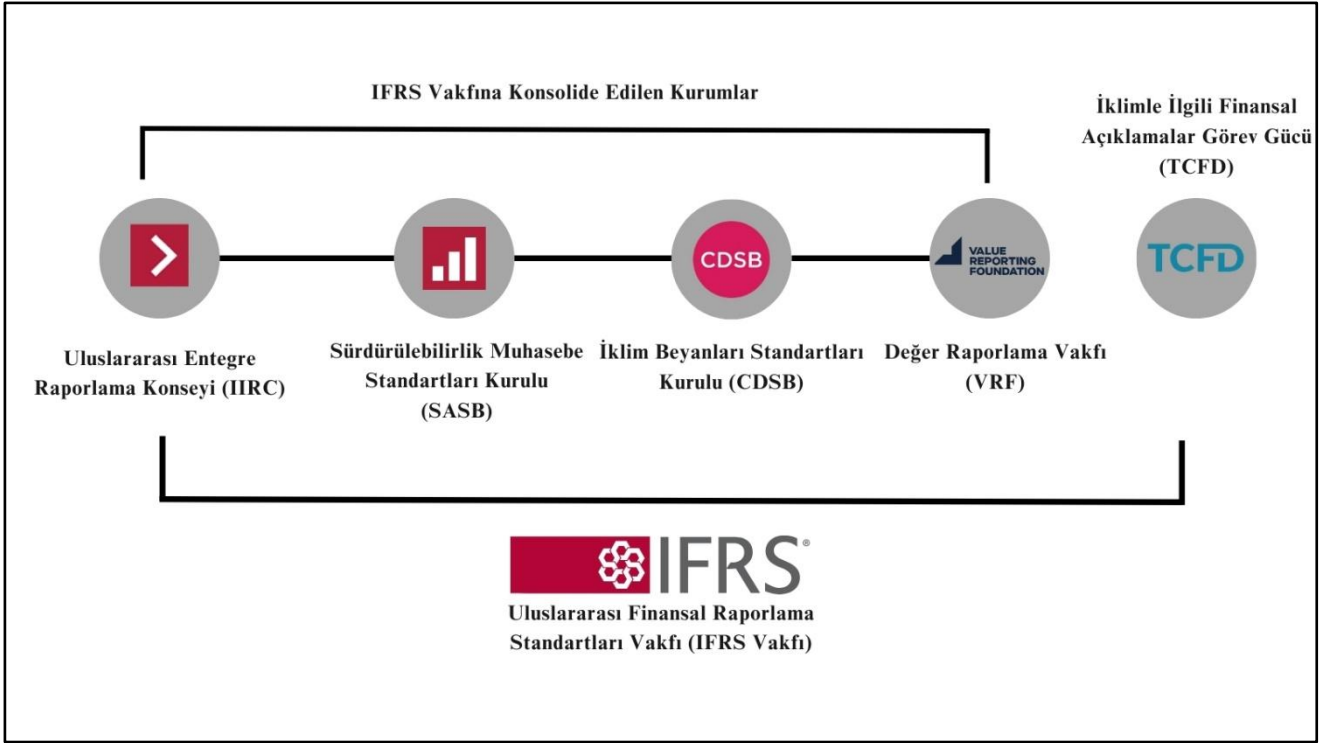 IFRS Vakfına Konsolide Edilen Kurumlar
İklimle İlgili Finansal
Açıklamalar Görev Gücü
(TCFD)
CDSB
VALUE
REPORTING
FOUNDATION
TCFD
Uluslararası Entegre
Raporlama Konseyi (IIRC)
Sürdürülebilirlik Muhasebe
Standartları Kurulu
(SASB)
İklim Beyanları Standartları
Kurulu (CDSB)
Değer Raporlama Vakfı
(VRF)
IFRS®
Uluslararası Finansal Raporlama
Standartları Vakfı (IFRS Vakfı)